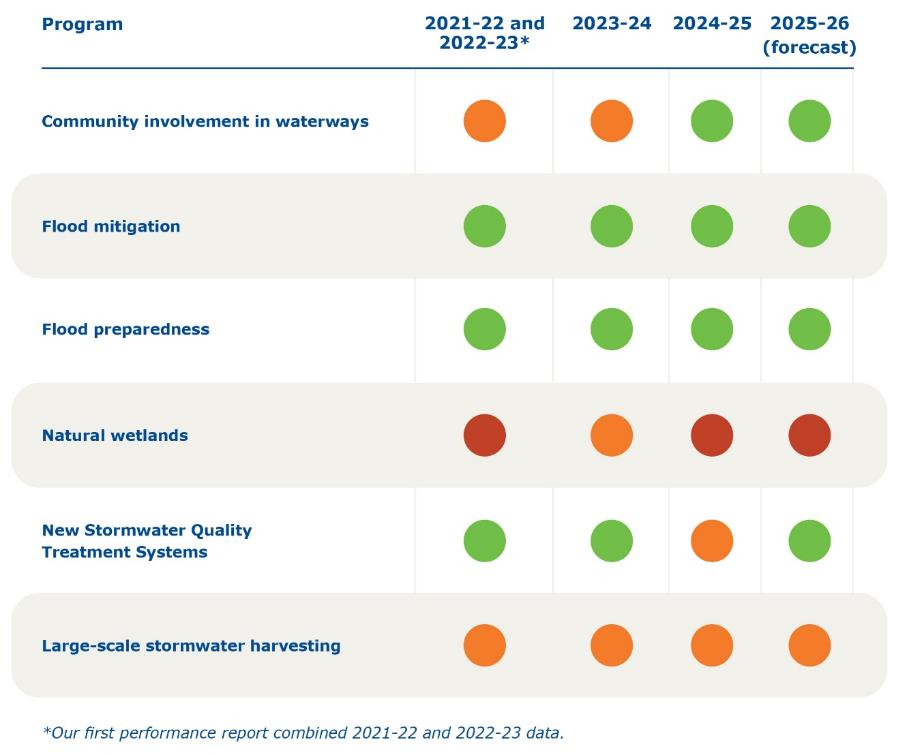 Program
2021-22 and
2022-23*
2023-24
2024-25
2025-26
(forecast)
Community involvement in waterways
Flood mitigation
Flood preparedness
Natural wetlands
New Stormwater Quality
Treatment Systems
Large-scale stormwater harvesting
*Our first performance report combined 2021-22 and 2022-23 data.